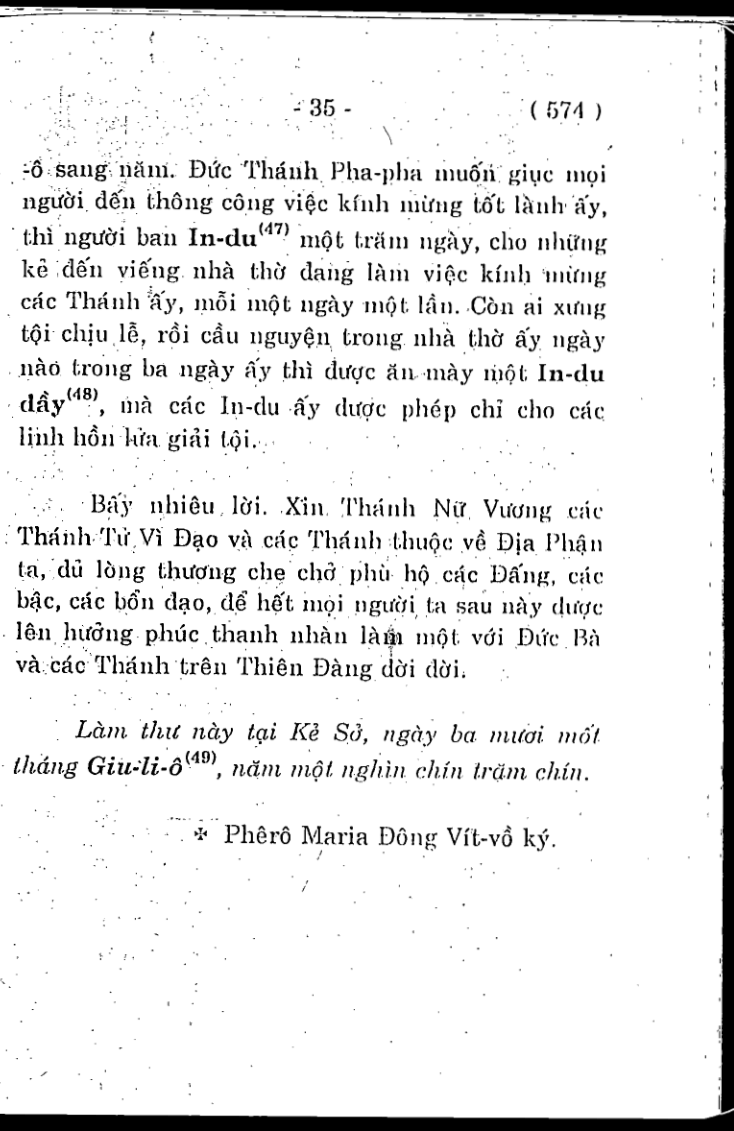 - 35 - ( 574 )
-ô sang năm. Đức Thánh Pha-pha muốn giục mọi
người đến thông công việc kính mừng tốt lành ấy,
thì người ban In-du(47) một trăm ngày, cho những
kẻ đến viếng nhà thờ đang làm việc kính mừng
các Thánh ấy, mỗi một ngày một lần. Còn ai xưng
tội chịu lễ, rồi cầu nguyện trong nhà thờ ấy ngày
nào trong ba ngày ấy thì được ăn mày một In-du
đầy(48), mà các In-du ấy được phép chỉ cho các
linh hồn lửa giải tội.
Bấy nhiêu lời. Xin Thánh Nữ Vương các
Thánh Tử Vì Đạo và các Thánh thuộc về Địa Phận
ta, đủ lòng thương che chở phù hộ các Đấng, các
bậc, các bổn đạo, để hết mọi người ta sau này được
lên hưởng phúc thanh nhàn làm một với Đức Bà
và các Thánh trên Thiên Đàng đời đời.
Làm thư này tại Kẻ Sở, ngày ba mươi mốt
tháng Giu-li-ô(49), năm một nghìn chín trăm chín.
✠ Phêrô Maria Đông Vít-vồ ký.